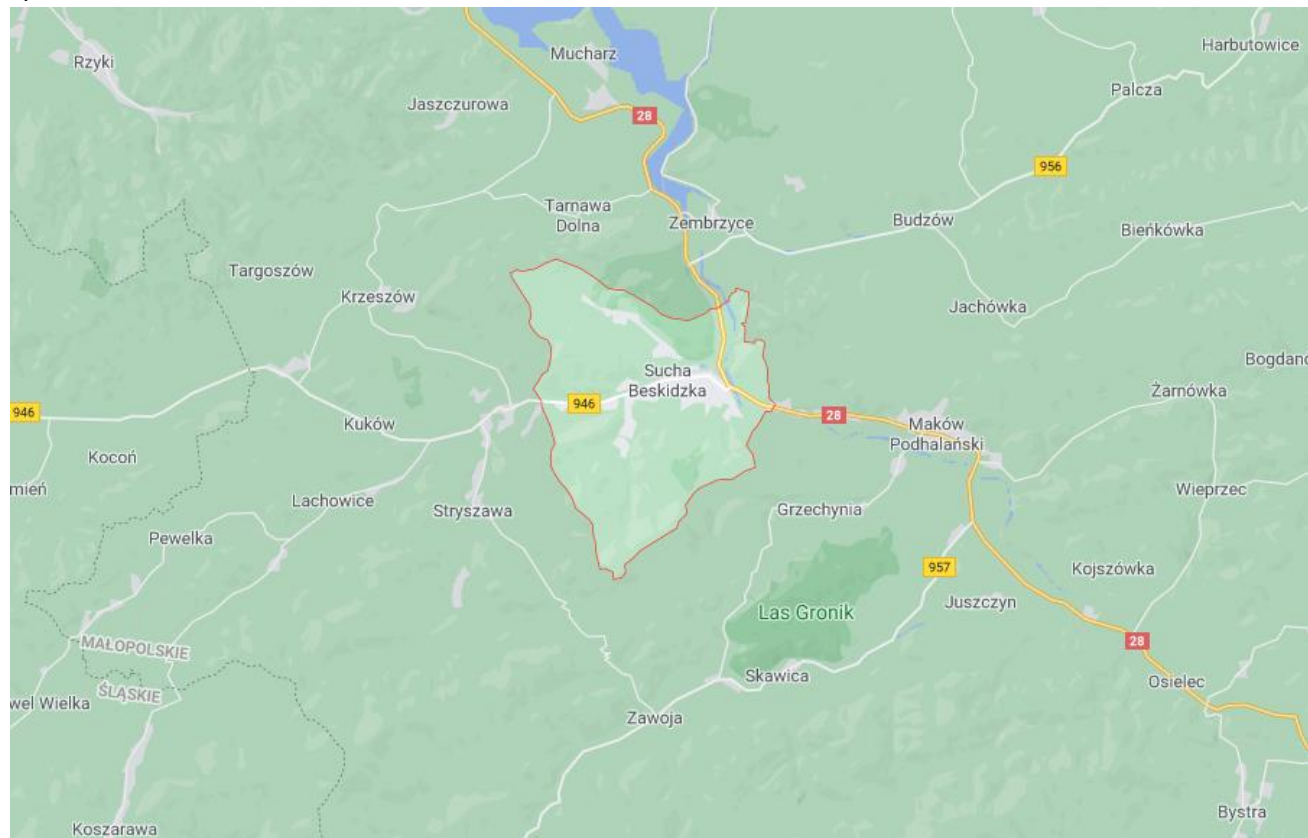 Mucharz
Harbutowice
Rzyki
Palcza
Jaszczurowa
28
956
Tarnawa
Dolna
Zembrzyce
Budzów
Bieńkówka
Targoszów
Krzeszów
Jachówka
Bogdanó
Sucha
Beskidzka
Żarnówka
946
946
28
Kuków
Maków
Podhalański
Kocoń
mień
Wieprzec
Lachowice
Stryszawa
Grzechynia
Pewelka
957
Kojszówka
Juszczyn
Las Gronik
MAŁOPOLSKIE
28
Skawica
Osielec
ŚLĄSKIE
wel Wielka
Zawoja
Bystra
Koszarawa